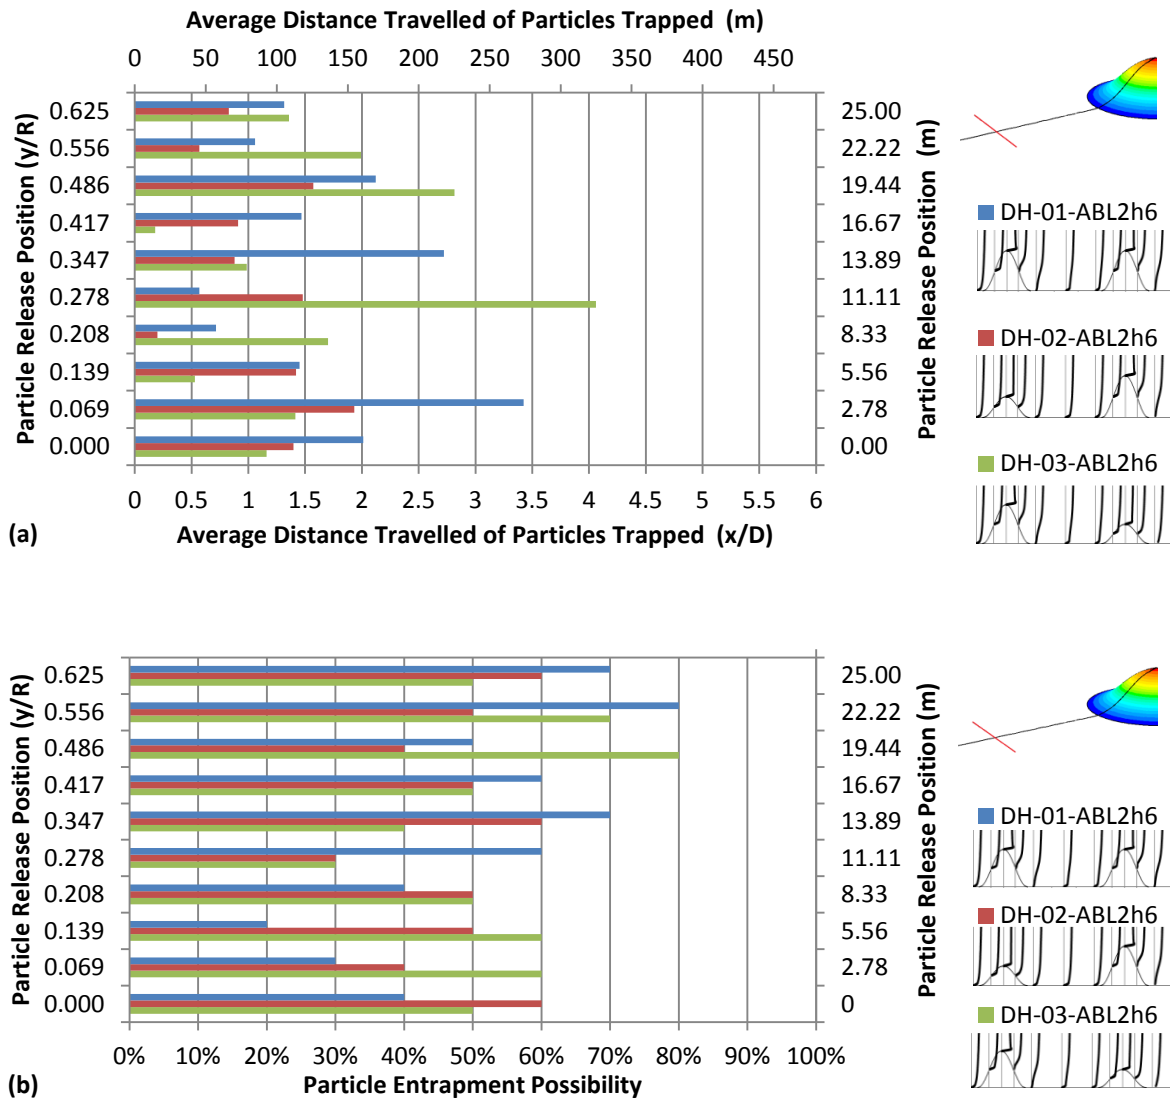 Average Distance Travelled of Particles Trapped (m)
0 50 100 150 200 250 300 350 400 450
Particle Release Position (y/R)
0.625
0.556
0.486
0.417
0.347
0.278
0.208
0.139
0.069
0.000
25.00
22.22
19.44
16.67
13.89
11.11
8.33
5.56
2.78
0.00
Particle Release Position (m)
0 0.5 1 1.5 2 2.5 3 3.5 4 4.5 5 5.5 6
Average Distance Travelled of Particles Trapped (x/D)
(a)
DH-01-ABL2h6
DH-02-ABL2h6
DH-03-ABL2h6
Particle Release Position (y/R)
0.625
0.556
0.486
0.417
0.347
0.278
0.208
0.139
0.069
0.000
25.00
22.22
19.44
16.67
13.89
11.11
8.33
5.56
2.78
0
Particle Release Position (m)
0% 10% 20% 30% 40% 50% 60% 70% 80% 90% 100%
Particle Entrapment Possibility
(b)
DH-01-ABL2h6
DH-02-ABL2h6
DH-03-ABL2h6